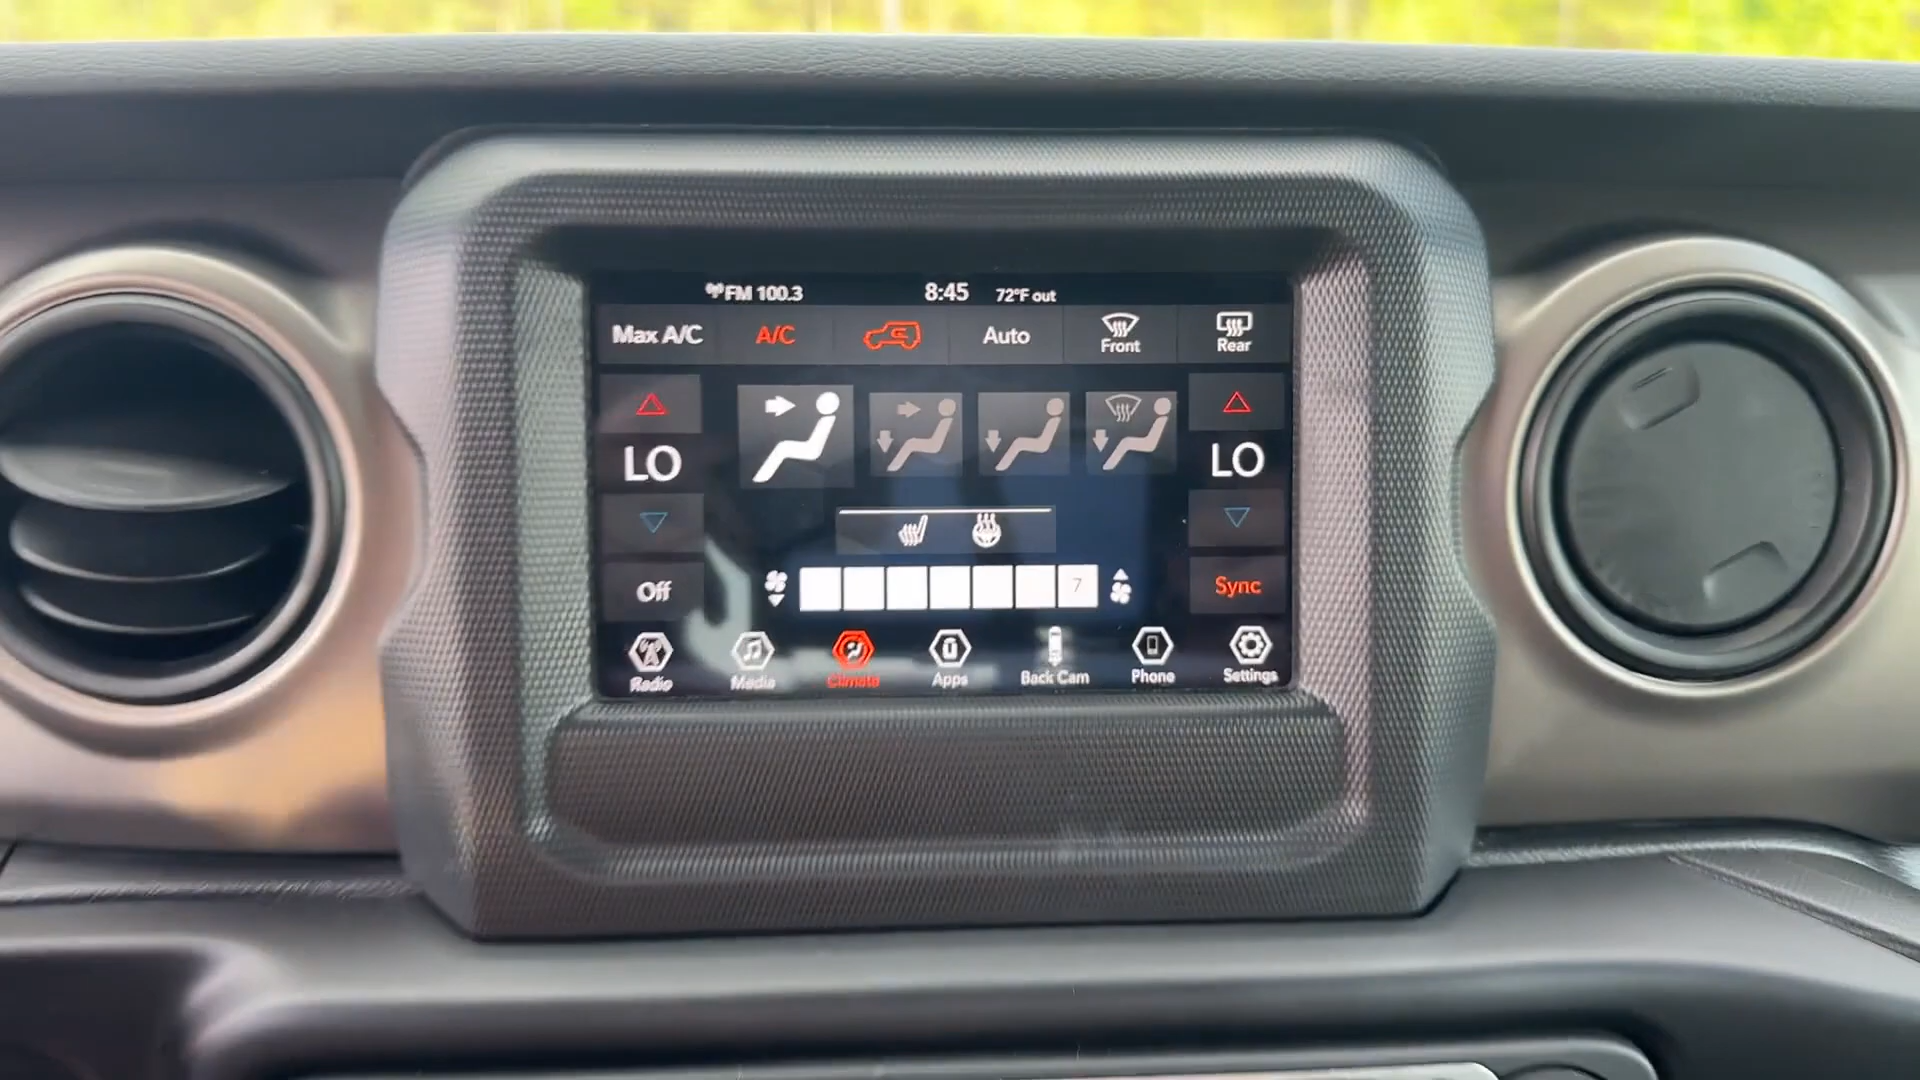 FM 100.3 8:45 72°F out
Max A/C A/C Auto Front Rear
LO LO
Off 7 Sync
Radio Media Climate Apps Back Cam Phone Settings